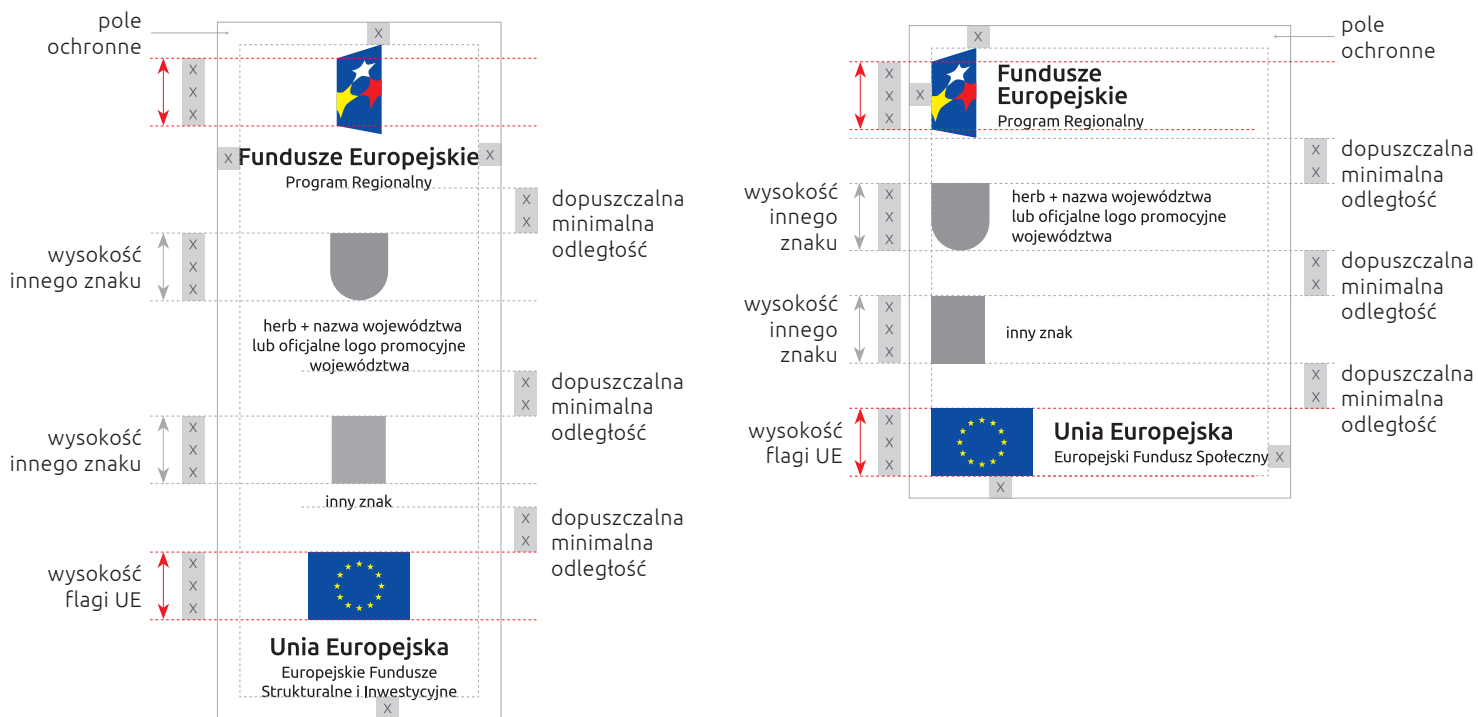 pole
ochronne
X
X
X
X
X
Fundusze Europejskie
X
Program Regionalny
X
X
dopuszczalna
minimalna
odległość
wysokość
innego znaku
X
X
X
herb + nazwa województwa
lub oficjalne logo promocyjne
województwa
X
X
dopuszczalna
minimalna
odległość
wysokość
innego znaku
X
X
X
inny znak
X
X
dopuszczalna
minimalna
odległość
wysokość
flagi UE
X
X
X
Unia Europejska
Europejskie Fundusze
Strukturalne i Inwestycyjne
X
pole
ochronne
X
X
X
X
X
Fundusze
Europejskie
Program Regionalny
X
X
dopuszczalna
minimalna
odległość
wysokość
innego
znaku
X
X
X
herb + nazwa województwa
lub oficjalne logo promocyjne
województwa
X
X
dopuszczalna
minimalna
odległość
wysokość
innego
znaku
X
X
X
inny znak
X
X
dopuszczalna
minimalna
odległość
wysokość
flagi UE
X
X
X
Unia Europejska
Europejski Fundusz Społeczny
X
X